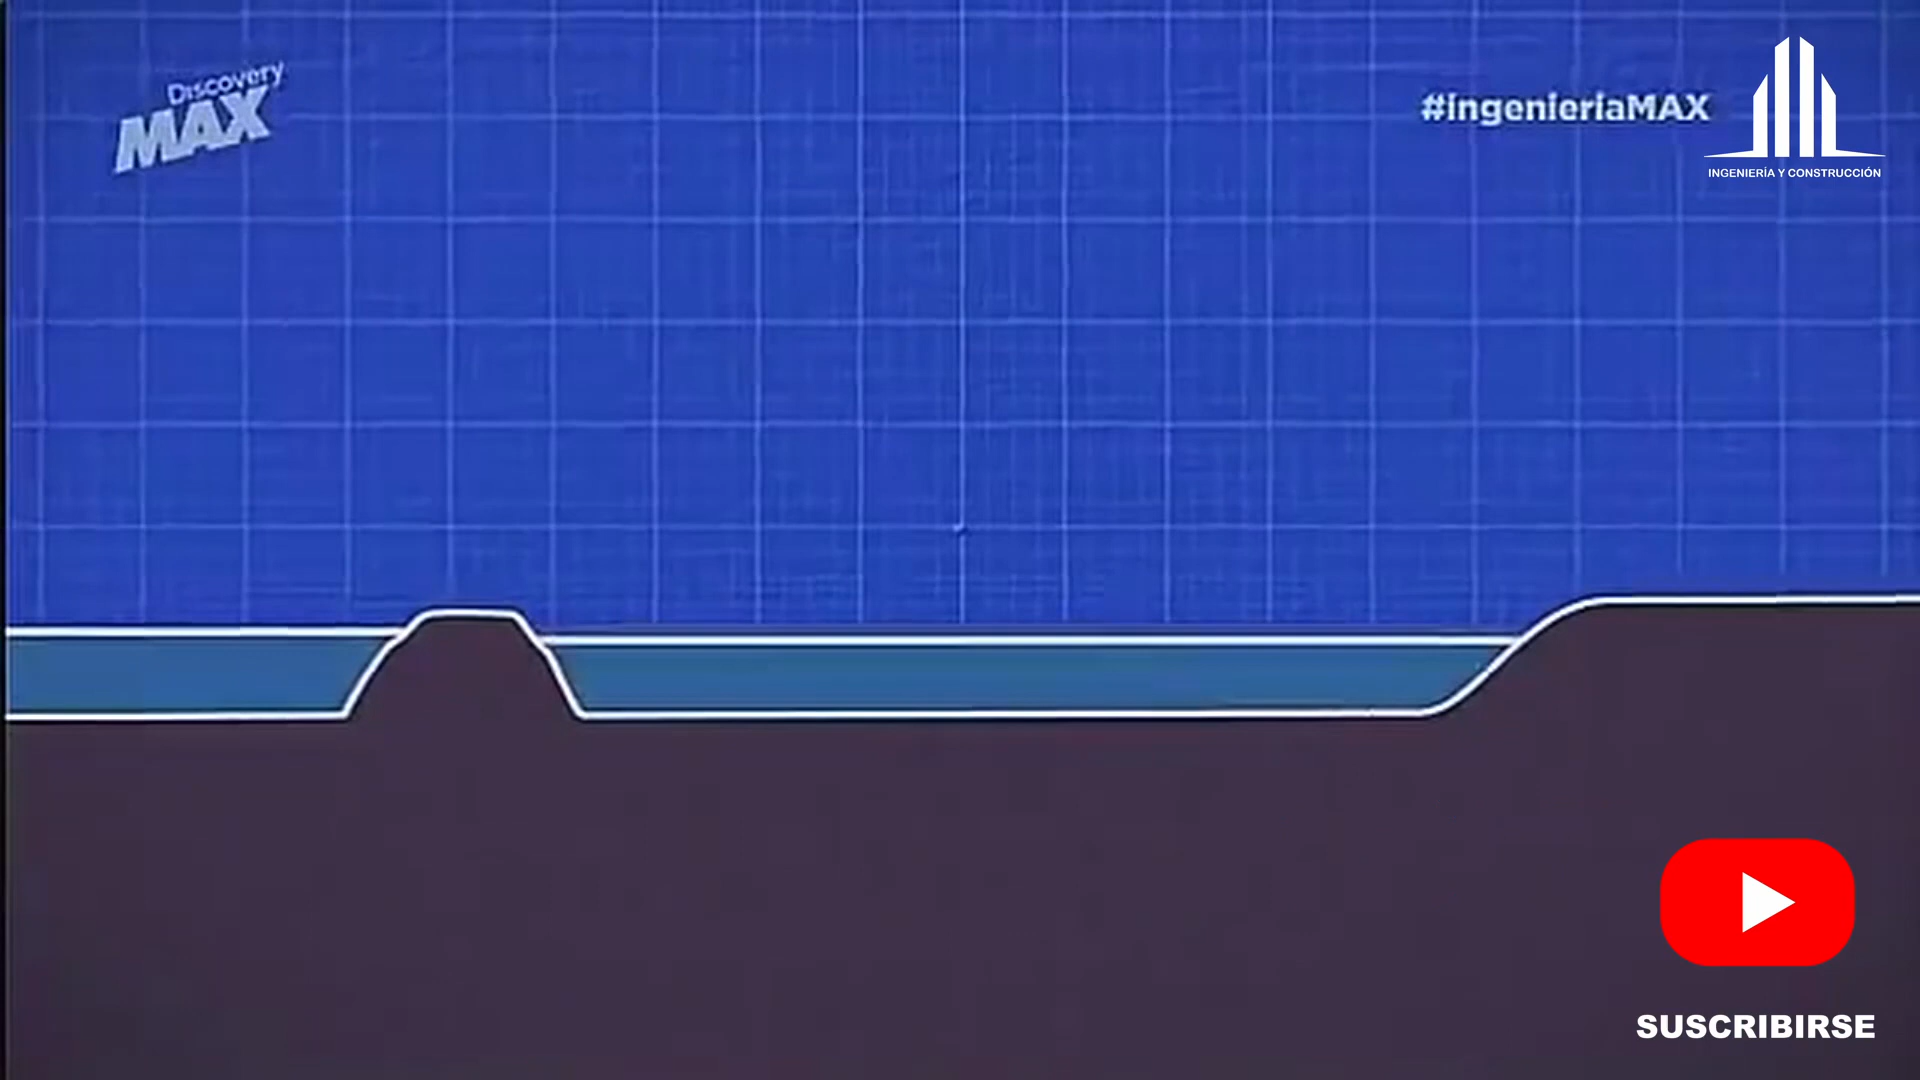 Discovery
MAX
#ingenieriaMAX
INGENIERÍA Y CONSTRUCCIÓN
SUSCRIBIRSE